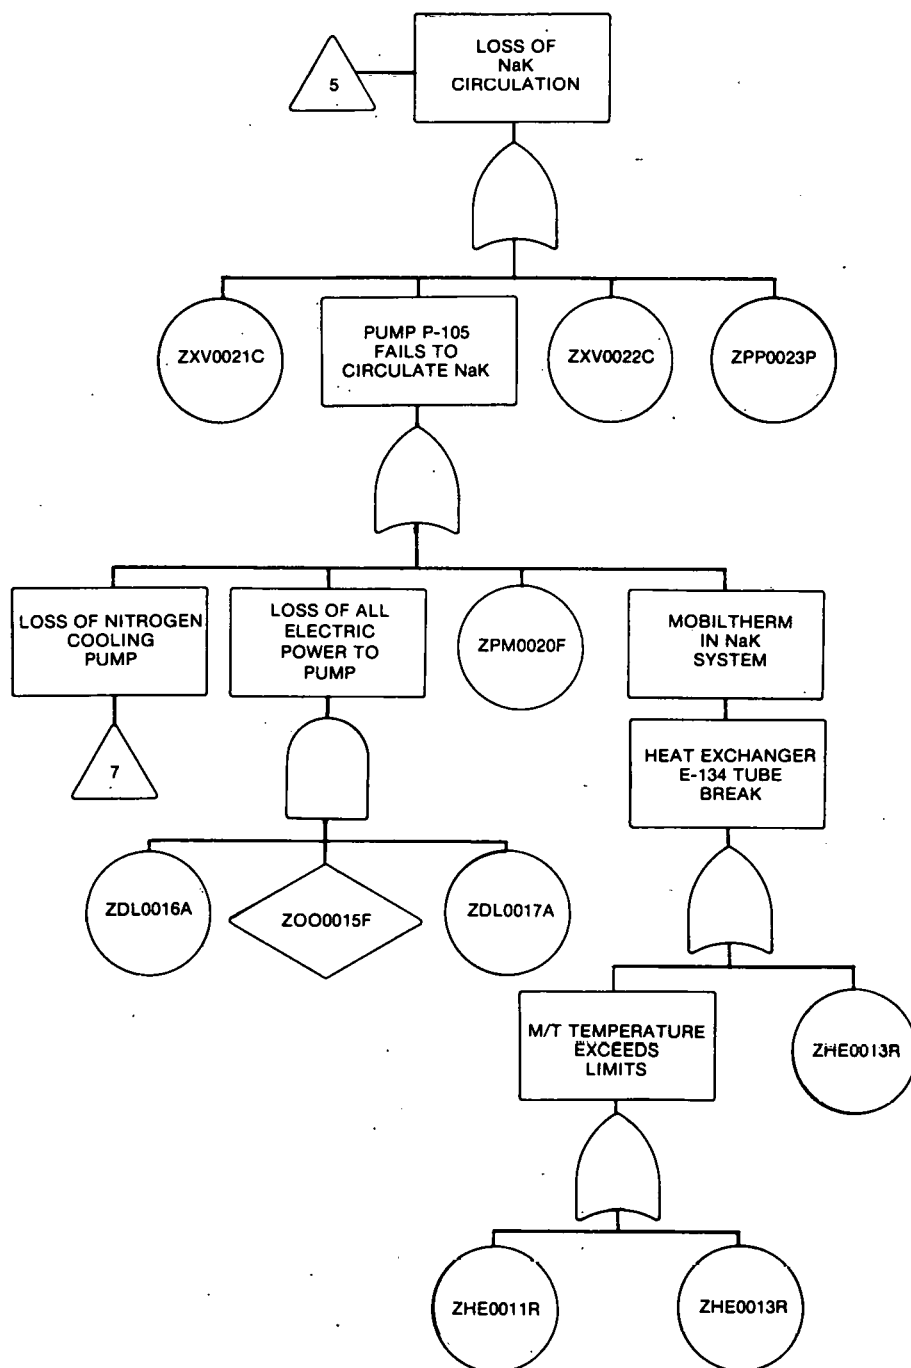 LOSS OF
NaK
CIRCULATION
5
ZXV0021C
PUMP P-105
FAILS TO
CIRCULATE NaK
ZXV0022C
ZPP0023P
LOSS OF NITROGEN
COOLING
PUMP
LOSS OF ALL
ELECTRIC
POWER TO
PUMP
ZPM0020F
MOBILTHERM
IN NaK
SYSTEM
7
HEAT EXCHANGER
E-134 TUBE
BREAK
ZDL0016A
ZOO0015F
ZDL0017A
M/T TEMPERATURE
EXCEEDS
LIMITS
ZHE0013R
ZHE0011R
ZHE0013R